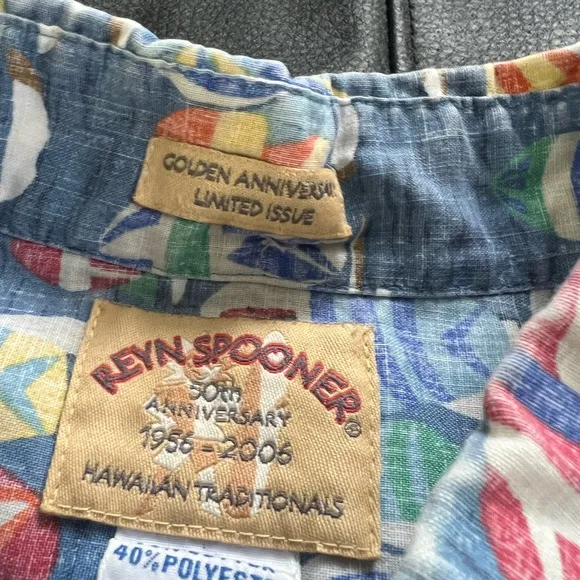 GOLDEN ANNIVERSARY
LIMITED ISSUE
REYN SPOONER®
50th
ANNIVERSARY
1956 - 2006
HAWAIIAN TRADITIONALS
40% POLYESTER